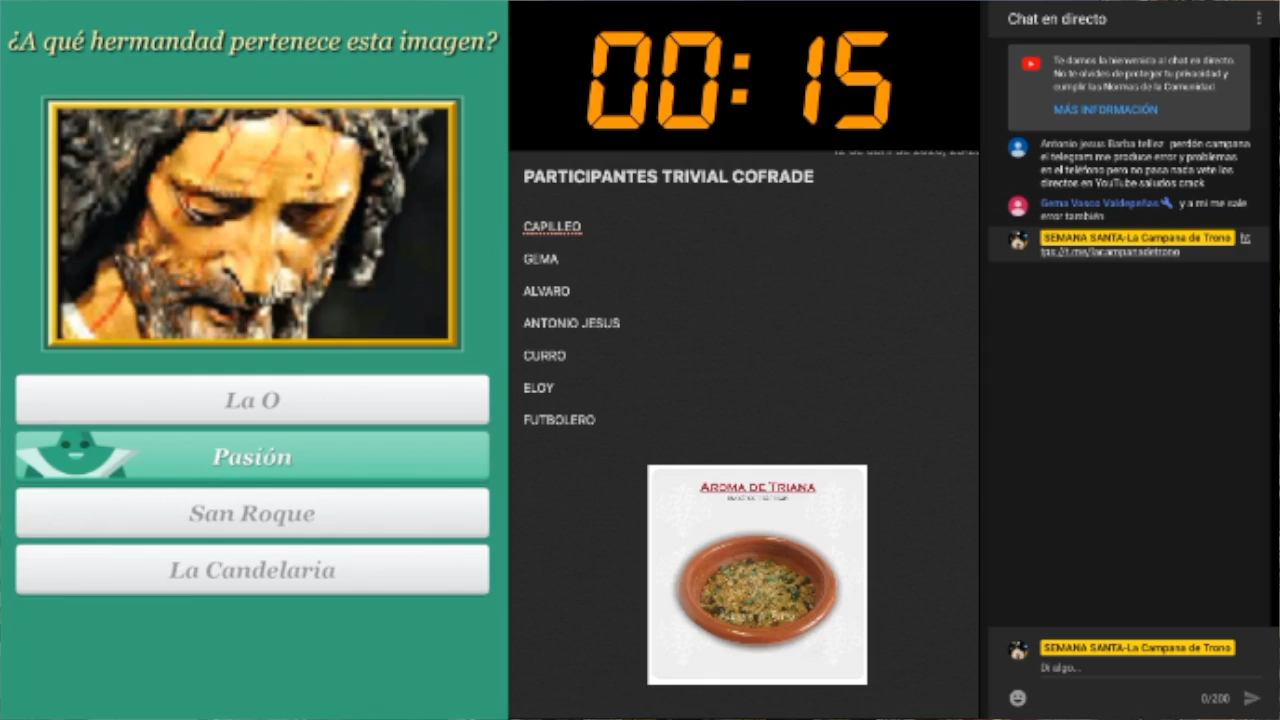 ¿A qué hermandad pertenece esta imagen?
La O
Pasión
San Roque
La Candelaria
00:15
PARTICIPANTES TRIVIAL COFRADE
CAPILLEO
GEMA
ALVARO
ANTONIO JESUS
CURRO
ELOY
FUTBOLERO
AROMA DE TRIANA
Chat en directo
Te damos la bienvenida al chat en directo.
No te olvides de proteger tu privacidad y
cumplir las Normas de la Comunidad.
MÁS INFORMACIÓN
Antonio jesus Barba tellez perdón campana
el telegram me produce error y problemas
en el teléfono pero no pasa nada vete los
directos en YouTube saludos crack
Gema Vasco Valdepeñas y a mi me sale
error también
SEMANA SANTA-La Campana de Trono ht
tps://t.me/lacampanadetrono
SEMANA SANTA-La Campana de Trono
Di algo...
0/200